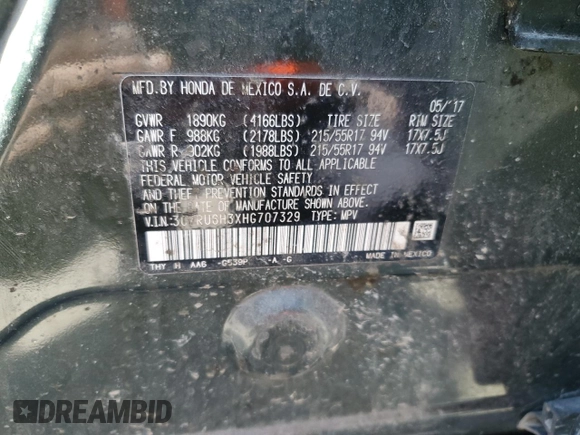 MFD. BY HONDA DE MEXICO S.A. DE C.V.
05/'17
GVWR 1890KG (4166LBS) TIRE SIZE RIM SIZE
GAWR F 988KG (2178LBS) 215/55R17 94V 17X7.5J
GAWR R 902KG (1988LBS) 215/55R17 94V 17X7.5J
THIS VEHICLE CONFORMS TO ALL APPLICABLE
FEDERAL MOTOR VEHICLE SAFETY
AND THEFT PREVENTION STANDARDS IN EFFECT
ON THE DATE OF MANUFACTURE SHOWN ABOVE.
V.I.N: TYPE: MPV
THY H AA6 -A -G
MADE IN MEXICO
DREAMBID